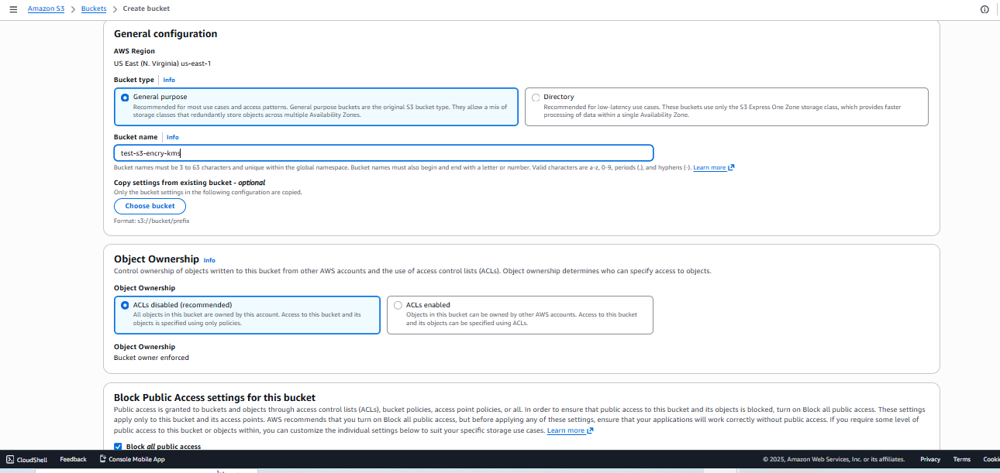 Amazon S3 > Buckets > Create bucket
General configuration
AWS Region
US East (N. Virginia) us-east-1
Bucket type Info
General purpose
Recommended for most use cases and access patterns. General purpose buckets are the original S3 bucket type. They allow a mix of
storage classes that redundantly store objects across multiple Availability Zones.
Directory
Recommended for low-latency use cases. These buckets use only the S3 Express One Zone storage class, which provides faster
processing of data within a single Availability Zone.
Bucket name Info
test-s3-encry-kms
Bucket names must be 3 to 63 characters and unique within the global namespace. Bucket names must also begin and end with a letter or number. Valid characters are a-z, 0-9, periods (.), and hyphens (-). Learn more
Copy settings from existing bucket - optional
Only the bucket settings in the following configuration are copied.
Choose bucket
Format: s3://bucket/prefix
Object Ownership Info
Control ownership of objects written to this bucket from other AWS accounts and the use of access control lists (ACLs). Object ownership determines who can specify access to objects.
Object Ownership
ACLs disabled (recommended)
All objects in this bucket are owned by this account. Access to this bucket and its
objects is specified using only policies.
ACLs enabled
Objects in this bucket can be owned by other AWS accounts. Access to this bucket
and its objects can be specified using ACLs.
Object Ownership
Bucket owner enforced
Block Public Access settings for this bucket
Public access is granted to buckets and objects through access control lists (ACLs), bucket policies, access point policies, or all. In order to ensure that public access to this bucket and its objects is blocked, turn on Block all public access. These settings
apply only to this bucket and its access points. AWS recommends that you turn on Block all public access, but before applying any of these settings, ensure that your applications will work correctly without public access. If you require some level of
public access to this bucket or objects within, you can customize the individual settings below to suit your specific storage use cases. Learn more
Block all public access
CloudShell Feedback Console Mobile App © 2025, Amazon Web Services, Inc. or its affiliates. Privacy Terms Cooki